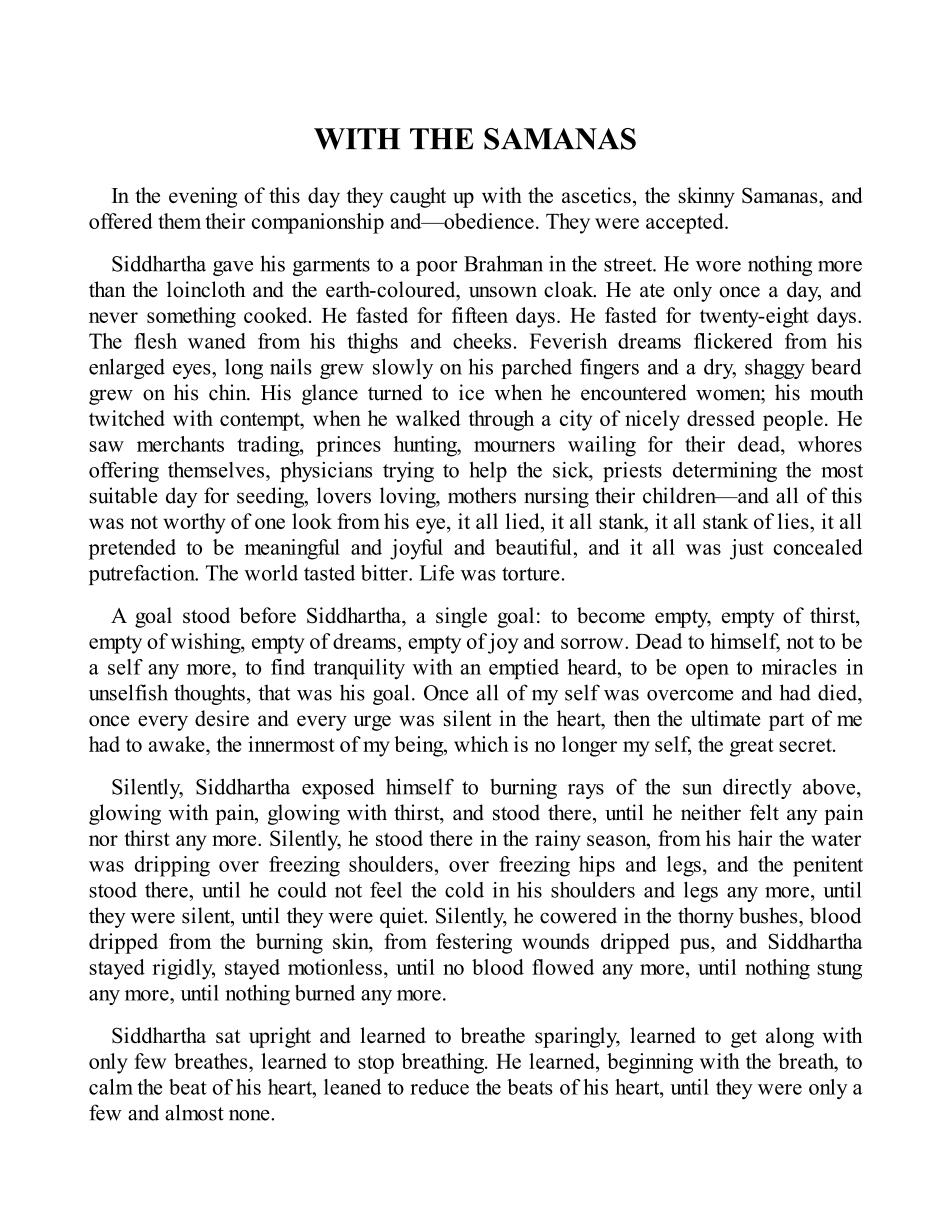 WITH THE SAMANAS
In the evening of this day they caught up with the ascetics, the skinny Samanas, and
offered them their companionship and—obedience. They were accepted.
Siddhartha gave his garments to a poor Brahman in the street. He wore nothing more
than the loincloth and the earth-coloured, unsown cloak. He ate only once a day, and
never something cooked. He fasted for fifteen days. He fasted for twenty-eight days.
The flesh waned from his thighs and cheeks. Feverish dreams flickered from his
enlarged eyes, long nails grew slowly on his parched fingers and a dry, shaggy beard
grew on his chin. His glance turned to ice when he encountered women; his mouth
twitched with contempt, when he walked through a city of nicely dressed people. He
saw merchants trading, princes hunting, mourners wailing for their dead, whores
offering themselves, physicians trying to help the sick, priests determining the most
suitable day for seeding, lovers loving, mothers nursing their children—and all of this
was not worthy of one look from his eye, it all lied, it all stank, it all stank of lies, it all
pretended to be meaningful and joyful and beautiful, and it all was just concealed
putrefaction. The world tasted bitter. Life was torture.
A goal stood before Siddhartha, a single goal: to become empty, empty of thirst,
empty of wishing, empty of dreams, empty of joy and sorrow. Dead to himself, not to be
a self any more, to find tranquility with an emptied heard, to be open to miracles in
unselfish thoughts, that was his goal. Once all of my self was overcome and had died,
once every desire and every urge was silent in the heart, then the ultimate part of me
had to awake, the innermost of my being, which is no longer my self, the great secret.
Silently, Siddhartha exposed himself to burning rays of the sun directly above,
glowing with pain, glowing with thirst, and stood there, until he neither felt any pain
nor thirst any more. Silently, he stood there in the rainy season, from his hair the water
was dripping over freezing shoulders, over freezing hips and legs, and the penitent
stood there, until he could not feel the cold in his shoulders and legs any more, until
they were silent, until they were quiet. Silently, he cowered in the thorny bushes, blood
dripped from the burning skin, from festering wounds dripped pus, and Siddhartha
stayed rigidly, stayed motionless, until no blood flowed any more, until nothing stung
any more, until nothing burned any more.
Siddhartha sat upright and learned to breathe sparingly, learned to get along with
only few breathes, learned to stop breathing. He learned, beginning with the breath, to
calm the beat of his heart, leaned to reduce the beats of his heart, until they were only a
few and almost none.